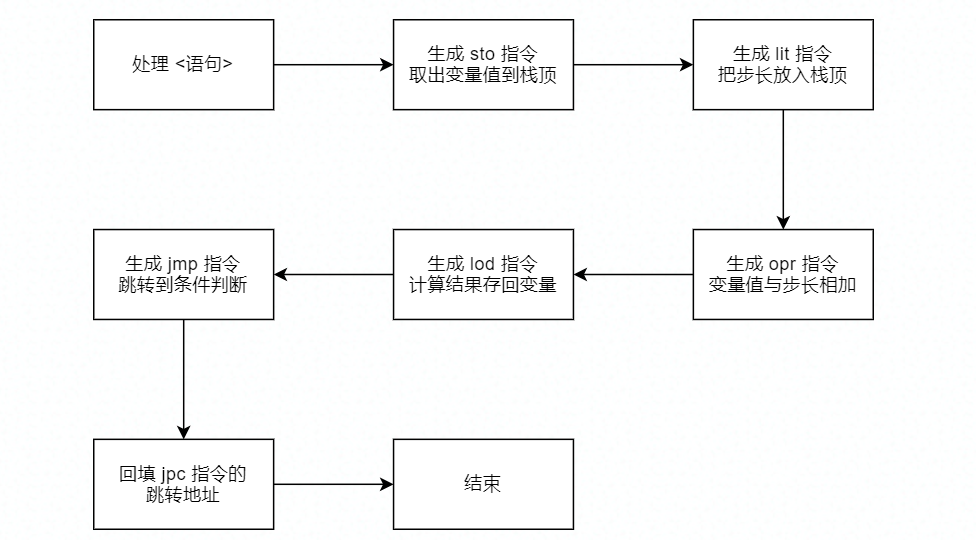 处理 <语句>
生成 sto 指令
取出变量值到栈顶
生成 lit 指令
把步长放入栈顶
生成 opr 指令
变量值与步长相加
生成 lod 指令
计算结果存回变量
生成 jmp 指令
跳转到条件判断
回填 jpc 指令的
跳转地址
结束